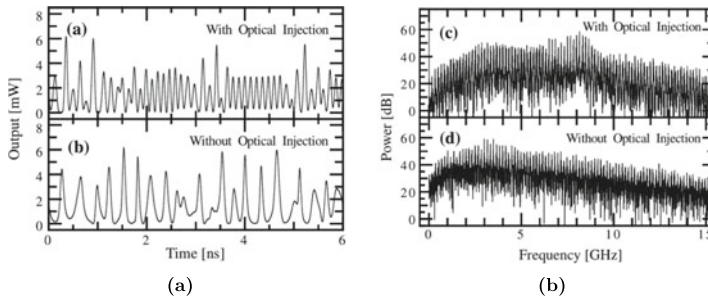 (a)
With Optical Injection
8
6
4
2
0
(b)
Without Optical Injection
8
6
4
2
0
Output [mW]
0
2
4
6
Time [ns]
(a)
(c)
With Optical Injection
60
40
20
0
(d)
Without Optical Injection
60
40
20
0
Power [dB]
0
5
10
15
Frequency [GHz]
(b)